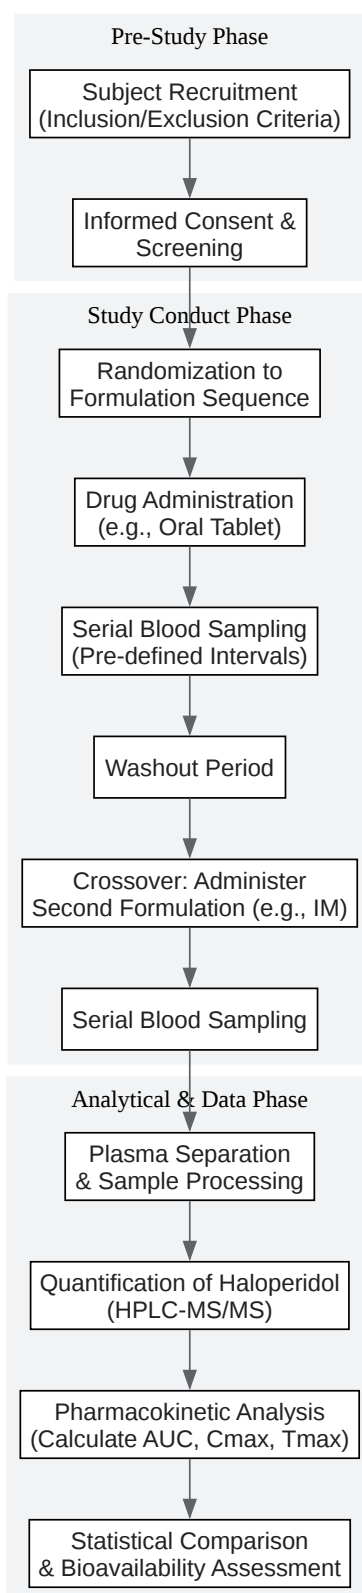 Pre-Study Phase
Subject Recruitment
(Inclusion/Exclusion Criteria)
Informed Consent &
Screening
Study Conduct Phase
Randomization to
Formulation Sequence
Drug Administration
(e.g., Oral Tablet)
Serial Blood Sampling
(Pre-defined Intervals)
Washout Period
Crossover: Administer
Second Formulation (e.g., IM)
Serial Blood Sampling
Analytical & Data Phase
Plasma Separation
& Sample Processing
Quantification of Haloperidol
(HPLC-MS/MS)
Pharmacokinetic Analysis
(Calculate AUC, Cmax, Tmax)
Statistical Comparison
& Bioavailability Assessment